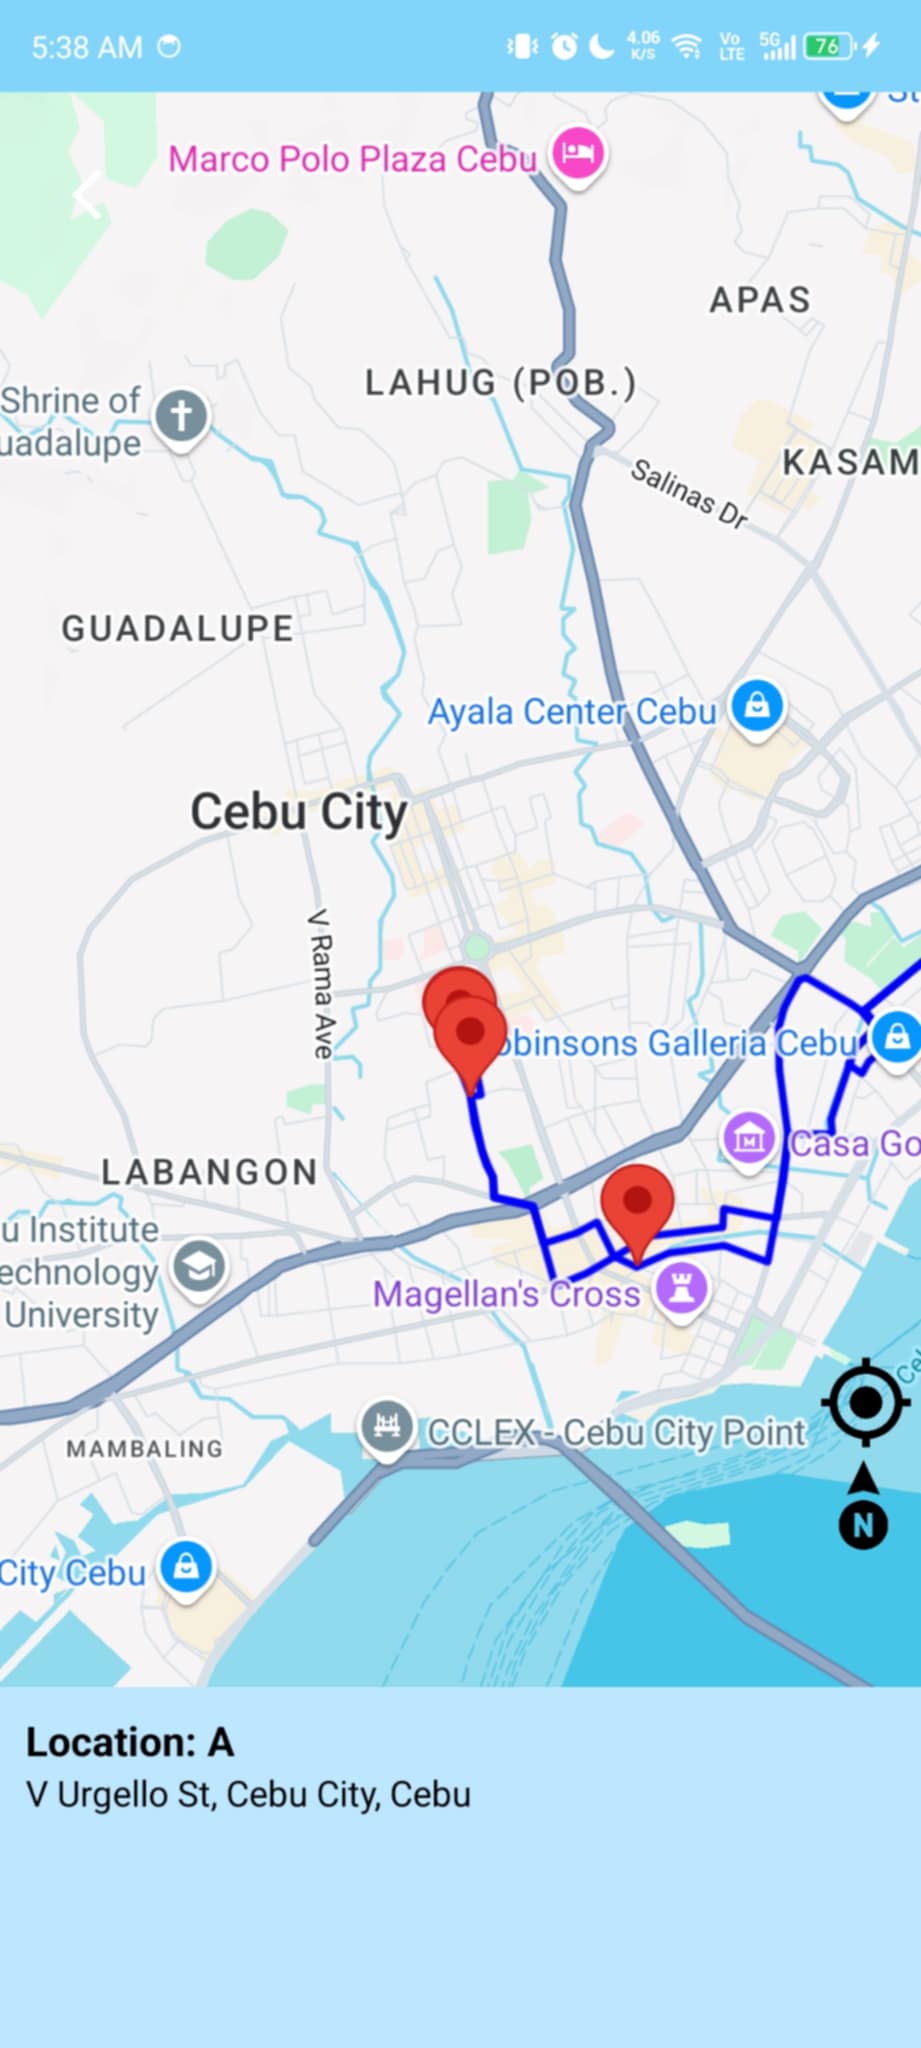 5:38 AM
4.06
K/S
Vo
LTE
5G
76
St
Marco Polo Plaza Cebu
APAS
LAHUG (POB.)
Shrine of
uadalupe
KASAM
Salinas Dr
GUADALUPE
Ayala Center Cebu
Cebu City
V Rama Ave
obinsons Galleria Cebu
Casa Go
LABANGON
u Institute
echnology
University
Magellan's Cross
Ceb
CCLEX - Cebu City Point
MAMBALING
N
City Cebu
Location: A
V Urgello St, Cebu City, Cebu